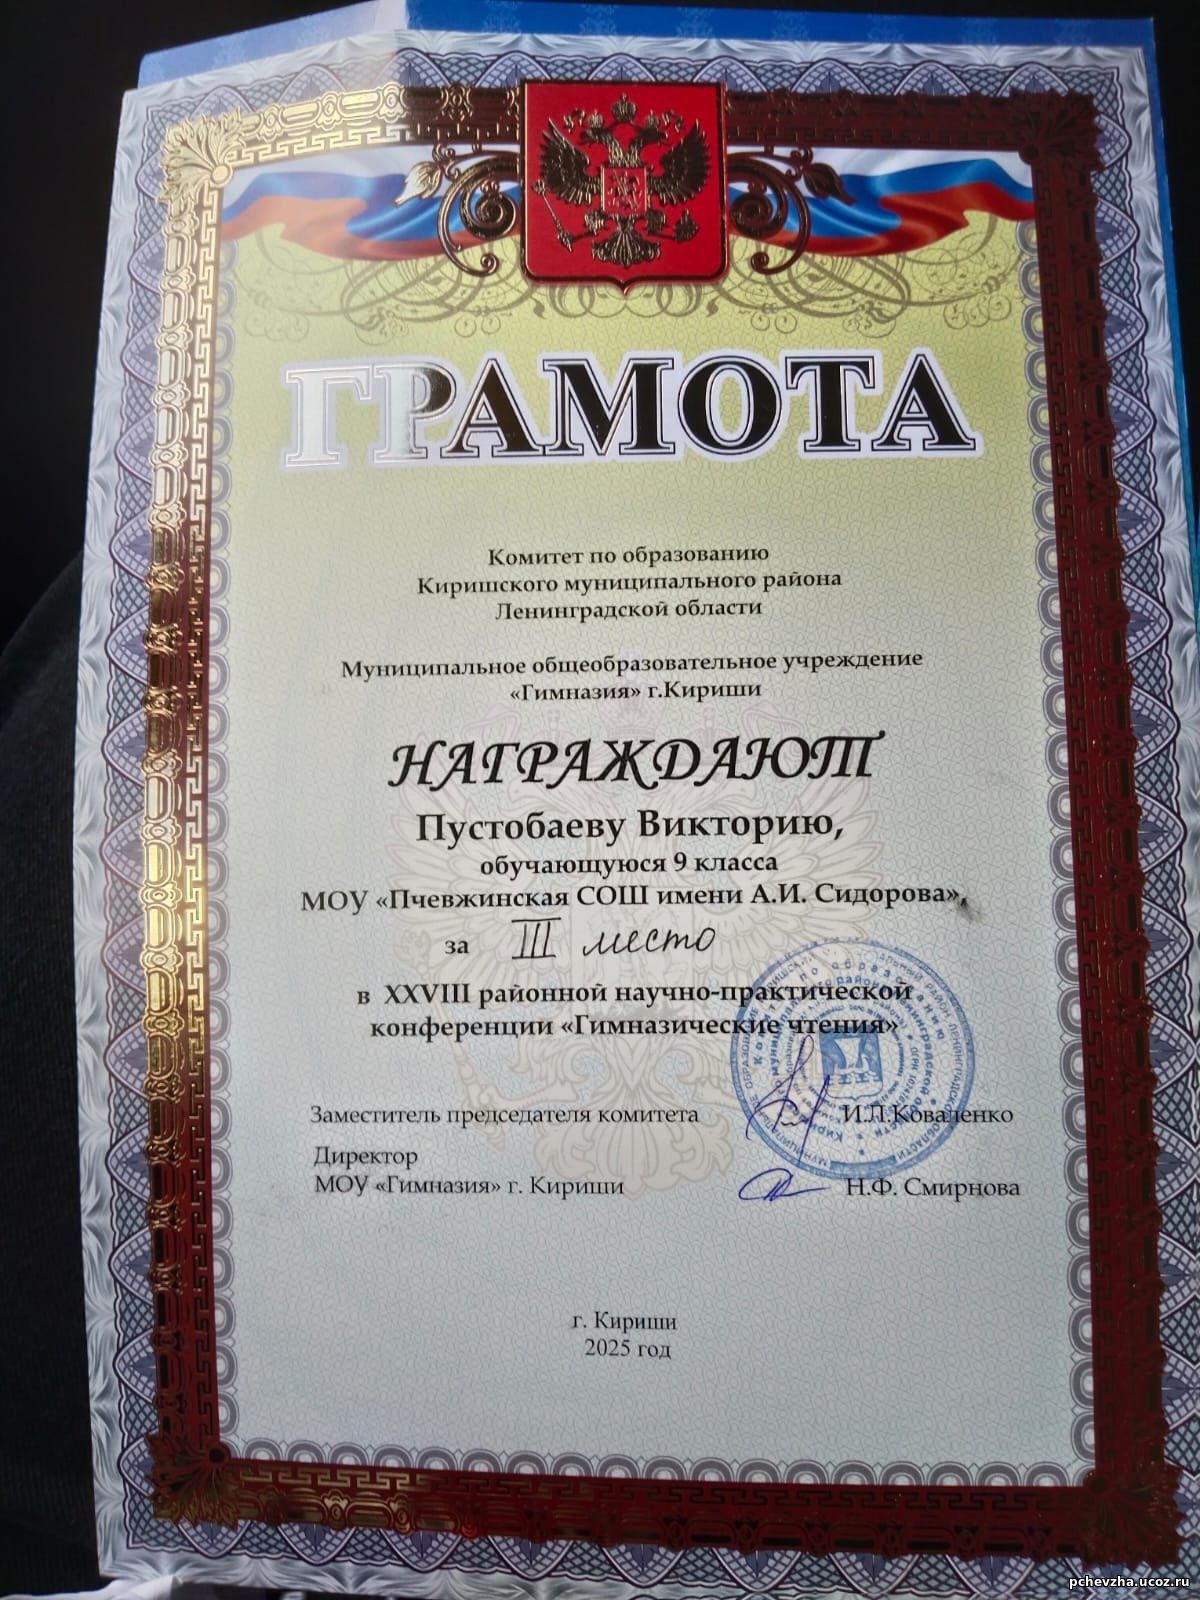 ГРАМОТА
Комитет по образованию
Киришского муниципального района
Ленинградской области
Муниципальное общеобразовательное учреждение
«Гимназия» г.Кириши
НАГРАЖДАЮТ
Пустобаеву Викторию,
обучающуюся 9 класса
МОУ «Пчевжинская СОШ имени А.И. Сидорова»,
за III место
в XXVIII районной научно-практической
конференции «Гимназические чтения»
Заместитель председателя комитета И.Л.Коваленко
Директор
МОУ «Гимназия» г. Кириши Н.Ф. Смирнова
г. Кириши
2025 год
pchevzha.ucoz.ru